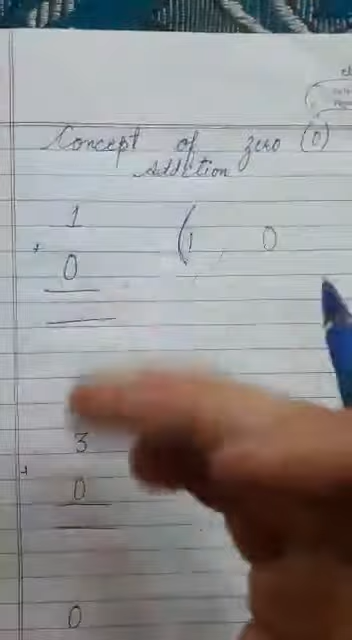 Concept of zero (0)
Addition
1 ( 1 , 0
+ 0
3
+ 0
0